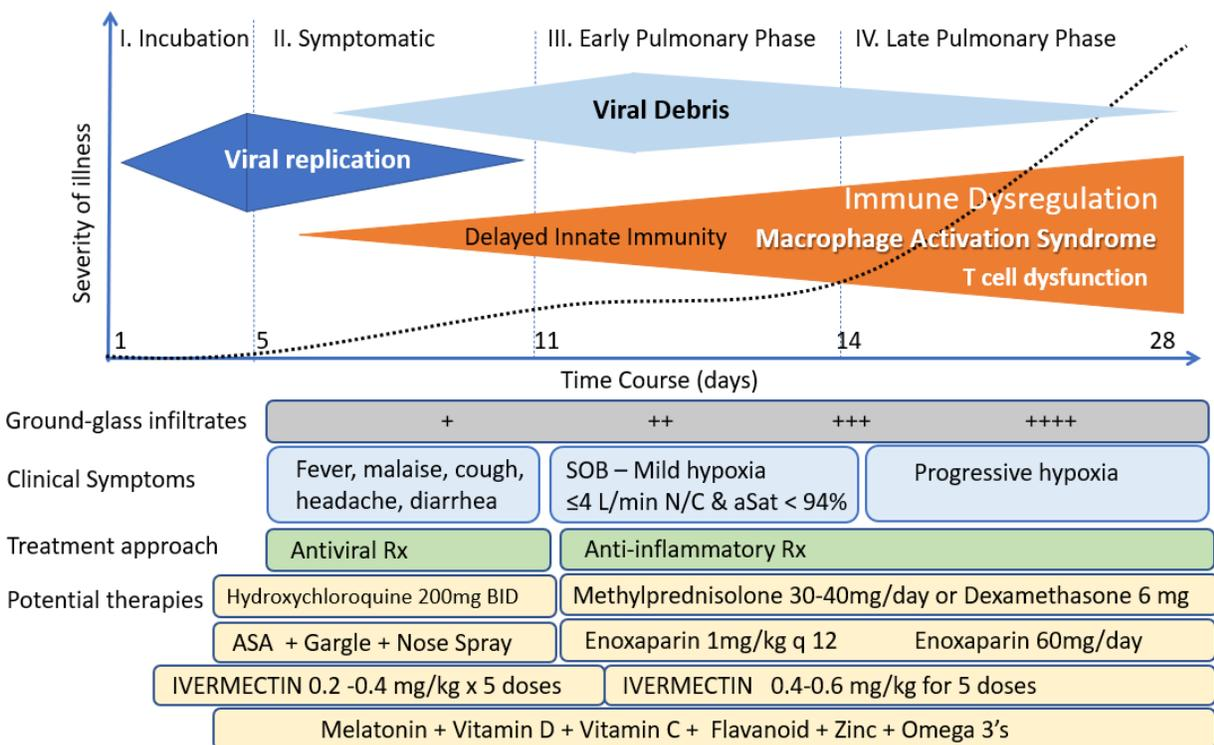 I. Incubation
II. Symptomatic
III. Early Pulmonary Phase
IV. Late Pulmonary Phase
Severity of illness
Viral Debris
Viral replication
Immune Dysregulation
Delayed Innate Immunity
Macrophage Activation Syndrome
T cell dysfunction
1
5
11
14
28
Time Course (days)
Ground-glass infiltrates
+
++
+++
++++
Clinical Symptoms
Fever, malaise, cough,
headache, diarrhea
SOB – Mild hypoxia
≤4 L/min N/C & aSat < 94%
Progressive hypoxia
Treatment approach
Antiviral Rx
Anti-inflammatory Rx
Potential therapies
Hydroxychloroquine 200mg BID
Methylprednisolone 30-40mg/day or Dexamethasone 6 mg
ASA + Gargle + Nose Spray
Enoxaparin 1mg/kg q 12
Enoxaparin 60mg/day
IVERMECTIN 0.2 -0.4 mg/kg x 5 doses
IVERMECTIN 0.4-0.6 mg/kg for 5 doses
Melatonin + Vitamin D + Vitamin C + Flavanoid + Zinc + Omega 3’s